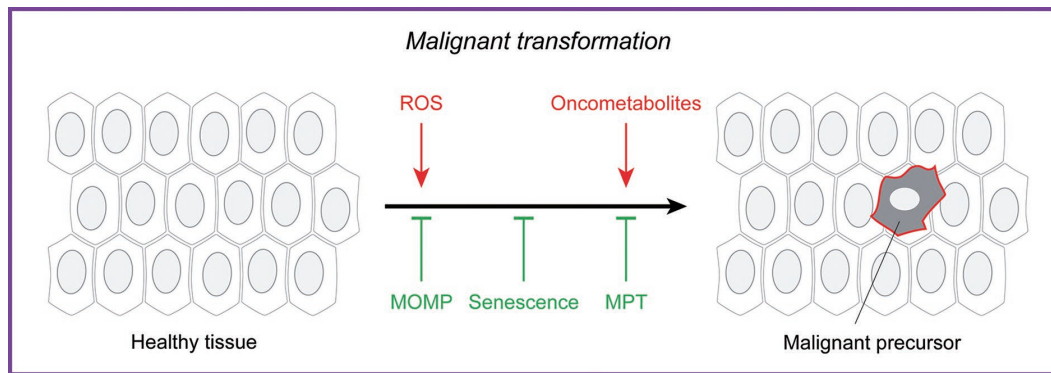 Malignant transformation
ROS
Oncometabolites
MOMP
Senescence
MPT
Healthy tissue
Malignant precursor